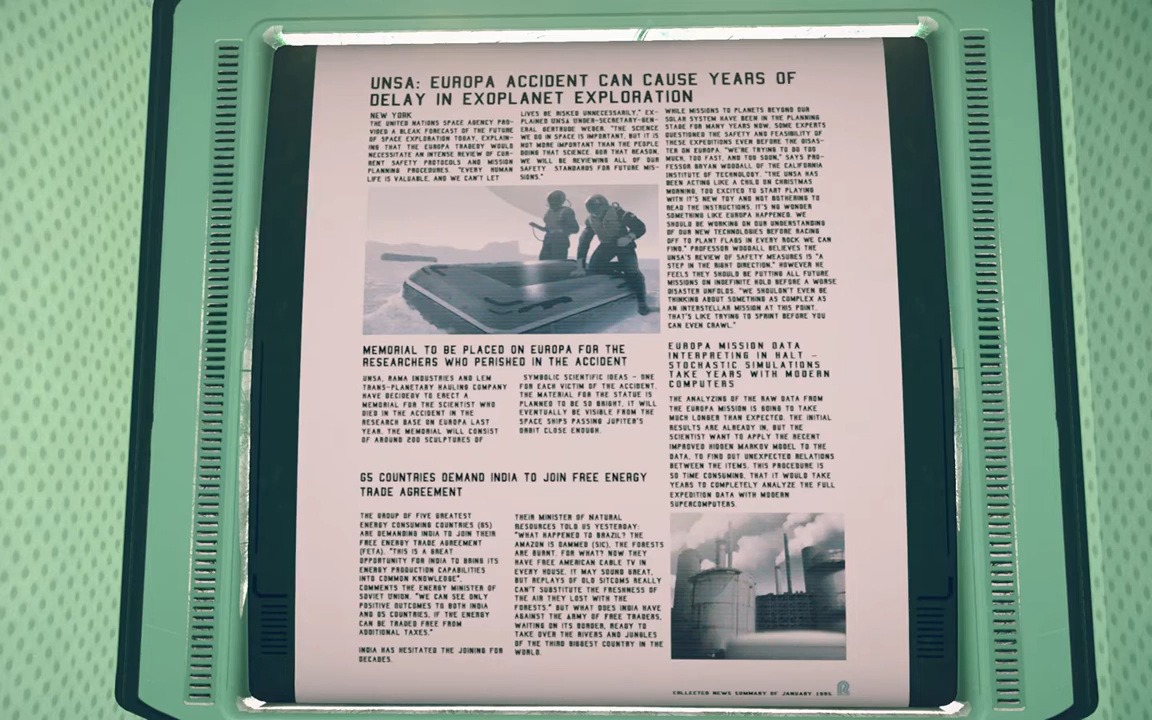 UNSA: EUROPA ACCIDENT CAN CAUSE YEARS OF
DELAY IN EXOPLANET EXPLORATION
NEW YORK
THE UNITED NATIONS SPACE AGENCY PRO-
VIDED A BLEAK FORECAST OF THE FUTURE
OF SPACE EXPLORATION TODAY, EXPLAIN-
ING THAT THE EUROPA TRAGEDY WOULD
NECESSITATE AN INTENSE REVIEW OF CUR-
RENT SAFETY PROTOCOLS AND MISSION
PLANNING PROCEDURES. "EVERY HUMAN
LIFE IS VALUABLE, AND WE CAN'T LET
LIVES BE RISKED UNNECESSARILY," EX-
PLAINED UNSA UNDER-SECRETARY-GEN-
ERAL GERTRUDE WEBER. "THE SCIENCE
WE DO IN SPACE IS IMPORTANT, BUT IT IS
NOT MORE IMPORTANT THAN THE PEOPLE
DOING THAT SCIENCE. FOR THAT REASON,
WE WILL BE REVIEWING ALL OF OUR
SAFETY STANDARDS FOR FUTURE MIS-
SIONS."
WHILE MISSIONS TO PLANETS BEYOND OUR
SOLAR SYSTEM HAVE BEEN IN THE PLANNING
STAGE FOR MANY YEARS NOW, SOME EXPERTS
QUESTIONED THE SAFETY AND FEASIBILITY OF
THESE EXPEDITIONS EVEN BEFORE THE DISAS-
TER ON EUROPA. "WE'RE TRYING TO DO TOO
MUCH, TOO FAST, AND TOO SOON," SAYS PRO-
FESSOR BRYAN WOODALL OF THE CALIFORNIA
INSTITUTE OF TECHNOLOGY. "THE UNSA HAS
BEEN ACTING LIKE A CHILD ON CHRISTMAS
MORNING, TOO EXCITED TO START PLAYING
WITH IT'S NEW TOY AND NOT BOTHERING TO
READ THE INSTRUCTIONS. IT'S NO WONDER
SOMETHING LIKE EUROPA HAPPENED. WE
SHOULD BE WORKING ON OUR UNDERSTANDING
OF OUR NEW TECHNOLOGIES BEFORE RACING
OFF TO PLANT FLAGS IN EVERY ROCK WE CAN
FIND." PROFESSOR WOODALL BELIEVES THE
UNSA'S REVIEW OF SAFETY MEASURES IS "A
STEP IN THE RIGHT DIRECTION." HOWEVER HE
FEELS THEY SHOULD BE PUTTING ALL FUTURE
MISSIONS ON INDEFINITE HOLD BEFORE A WORSE
DISASTER UNFOLDS. "WE SHOULDN'T EVEN BE
THINKING ABOUT SOMETHING AS COMPLEX AS
AN INTERSTELLAR MISSION AT THIS POINT.
THAT'S LIKE TRYING TO SPRINT BEFORE YOU
CAN EVEN CRAWL."
MEMORIAL TO BE PLACED ON EUROPA FOR THE
RESEARCHERS WHO PERISHED IN THE ACCIDENT
UNSA, RAMA INDUSTRIES AND LEM
TRANS-PLANETARY HAULING COMPANY
HAVE DECIDEDV TO ERECT A
MEMORIAL FOR THE SCIENTIST WHO
DIED IN THE ACCIDENT IN THE
RESEARCH BASE ON EUROPA LAST
YEAR. THE MEMORIAL WILL CONSIST
OF AROUND 200 SCULPTURES OF
SYMBOLIC SCIENTIFIC IDEAS - ONE
FOR EACH VICTIM OF THE ACCIDENT.
THE MATERIAL FOR THE STATUE IS
PLANNED TO BE SO BRIGHT, IT WILL
EVENTUALLY BE VISIBLE FROM THE
SPACE SHIPS PASSING JUPITER'S
ORBIT CLOSE ENOUGH.
EUROPA MISSION DATA
INTERPRETING IN HALT -
STOCHASTIC SIMULATIONS
TAKE YEARS WITH MODERN
COMPUTERS
THE ANALYZING OF THE RAW DATA FROM
THE EUROPA MISSION IS GOING TO TAKE
MUCH LONGER THAN EXPECTED. THE INITIAL
RESULTS ARE ALREADY IN, BUT THE
SCIENTIST WANT TO APPLY THE RECENT
IMPROVED HIDDEN MARKOV MODEL TO THE
DATA, TO FIND OUT UNEXPECTED RELATIONS
BETWEEN THE ITEMS. THIS PROCEDURE IS
SO TIME CONSUMING, THAT IT WOULD TAKE
YEARS TO COMPLETELY ANALYZE THE FULL
EXPEDITION DATA WITH MODERN
SUPERCOMPUTERS.
G5 COUNTRIES DEMAND INDIA TO JOIN FREE ENERGY
TRADE AGREEMENT
THE GROUP OF FIVE GREATEST
ENERGY CONSUMING COUNTRIES (G5)
ARE DEMANDING INDIA TO JOIN THEIR
FREE ENERGY TRADE AGREEMENT
(FETA). "THIS IS A GREAT
OPPORTUNITY FOR INDIA TO BRING ITS
ENERGY PRODUCTION CAPABILITIES
INTO COMMON KNOWLEDGE",
COMMENTS THE ENERGY MINISTER OF
SOVIET UNION. "WE CAN SEE ONLY
POSITIVE OUTCOMES TO BOTH INDIA
AND G5 COUNTRIES, IF THE ENERGY
CAN BE TRADED FREE FROM
ADDITIONAL TAXES."
INDIA HAS HESITATED THE JOINING FOR
DECADES.
THEIR MINISTER OF NATURAL
RESOURCES TOLD US YESTERDAY:
"WHAT HAPPENED TO BRAZIL? THE
AMAZON IS DAMMED (SIC), THE FORESTS
ARE BURNT. FOR WHAT? NOW THEY
HAVE FREE AMERICAN CABLE TV IN
EVERY HOUSE. IT MAY SOUND GREAT,
BUT REPLAYS OF OLD SITCOMS REALLY
CAN'T SUBSTITUTE THE FRESHNESS OF
THE AIR THEY LOST WITH THE
FORESTS." BUT WHAT DOES INDIA HAVE
AGAINST THE ARMY OF FREE TRADERS,
WAITING ON ITS BORDER, READY TO
TAKE OVER THE RIVERS AND JUNGLES
OF THE THIRD BIGGEST COUNTRY IN THE
WORLD.
COLLECTED NEWS SUMMARY OF JANUARY 1995